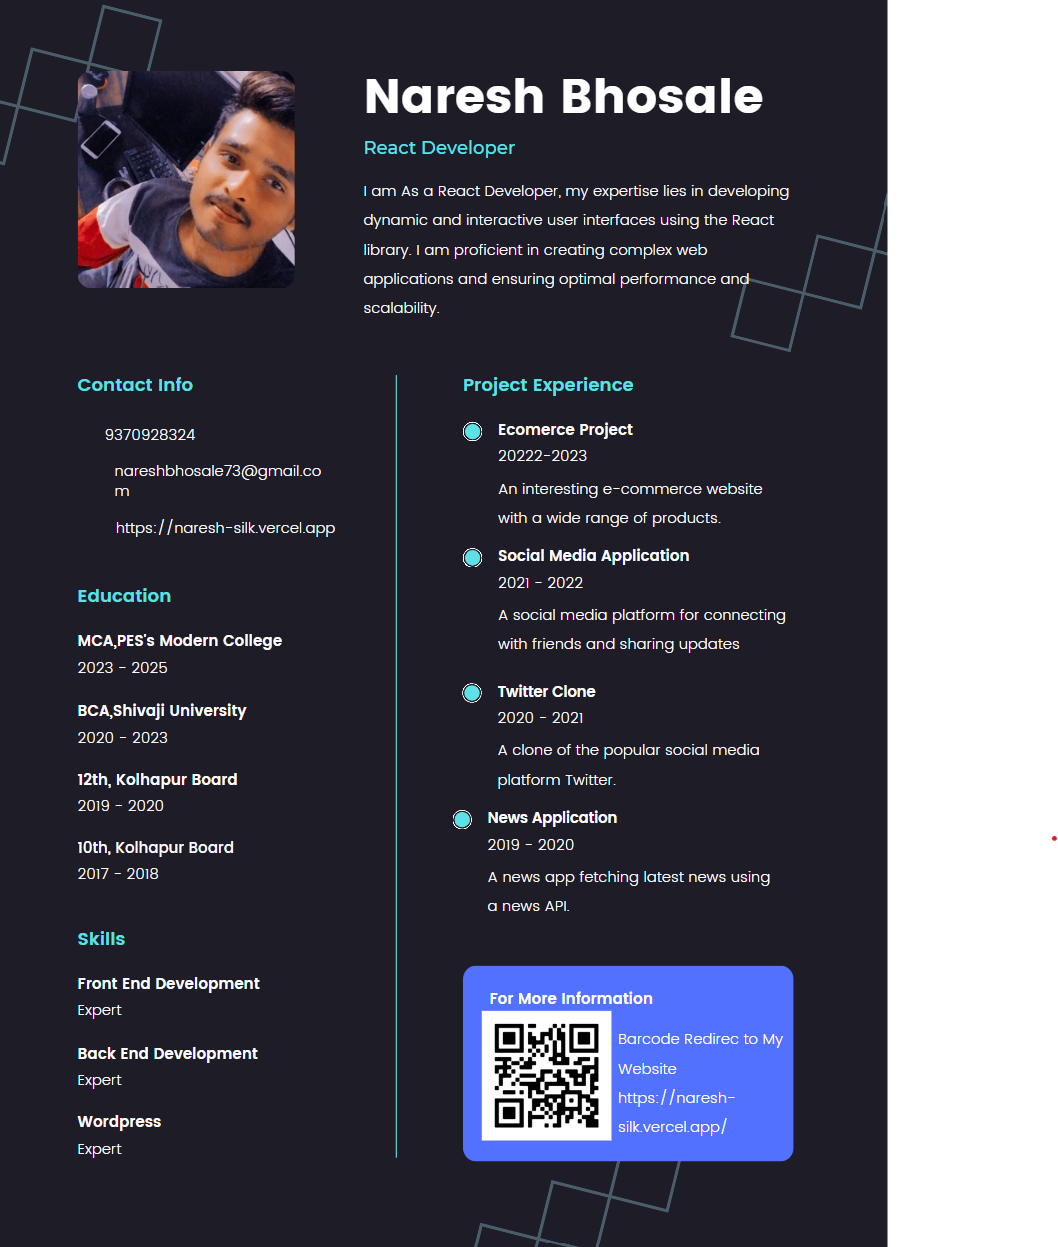 Naresh Bhosale
React Developer
I am As a React Developer, my expertise lies in developing
dynamic and interactive user interfaces using the React
library. I am proficient in creating complex web
applications and ensuring optimal performance and
scalability.
Contact Info
9370928324
nareshbhosale73@gmail.co
m
https://naresh-silk.vercel.app
Education
MCA,PES's Modern College
2023 - 2025
BCA,Shivaji University
2020 - 2023
12th, Kolhapur Board
2019 - 2020
10th, Kolhapur Board
2017 - 2018
Skills
Front End Development
Expert
Back End Development
Expert
Wordpress
Expert
Project Experience
Ecomerce Project
20222-2023
An interesting e-commerce website
with a wide range of products.
Social Media Application
2021 - 2022
A social media platform for connecting
with friends and sharing updates
Twitter Clone
2020 - 2021
A clone of the popular social media
platform Twitter.
News Application
2019 - 2020
A news app fetching latest news using
a news API.
For More Information
Barcode Redirec to My
Website
https://naresh-
silk.vercel.app/